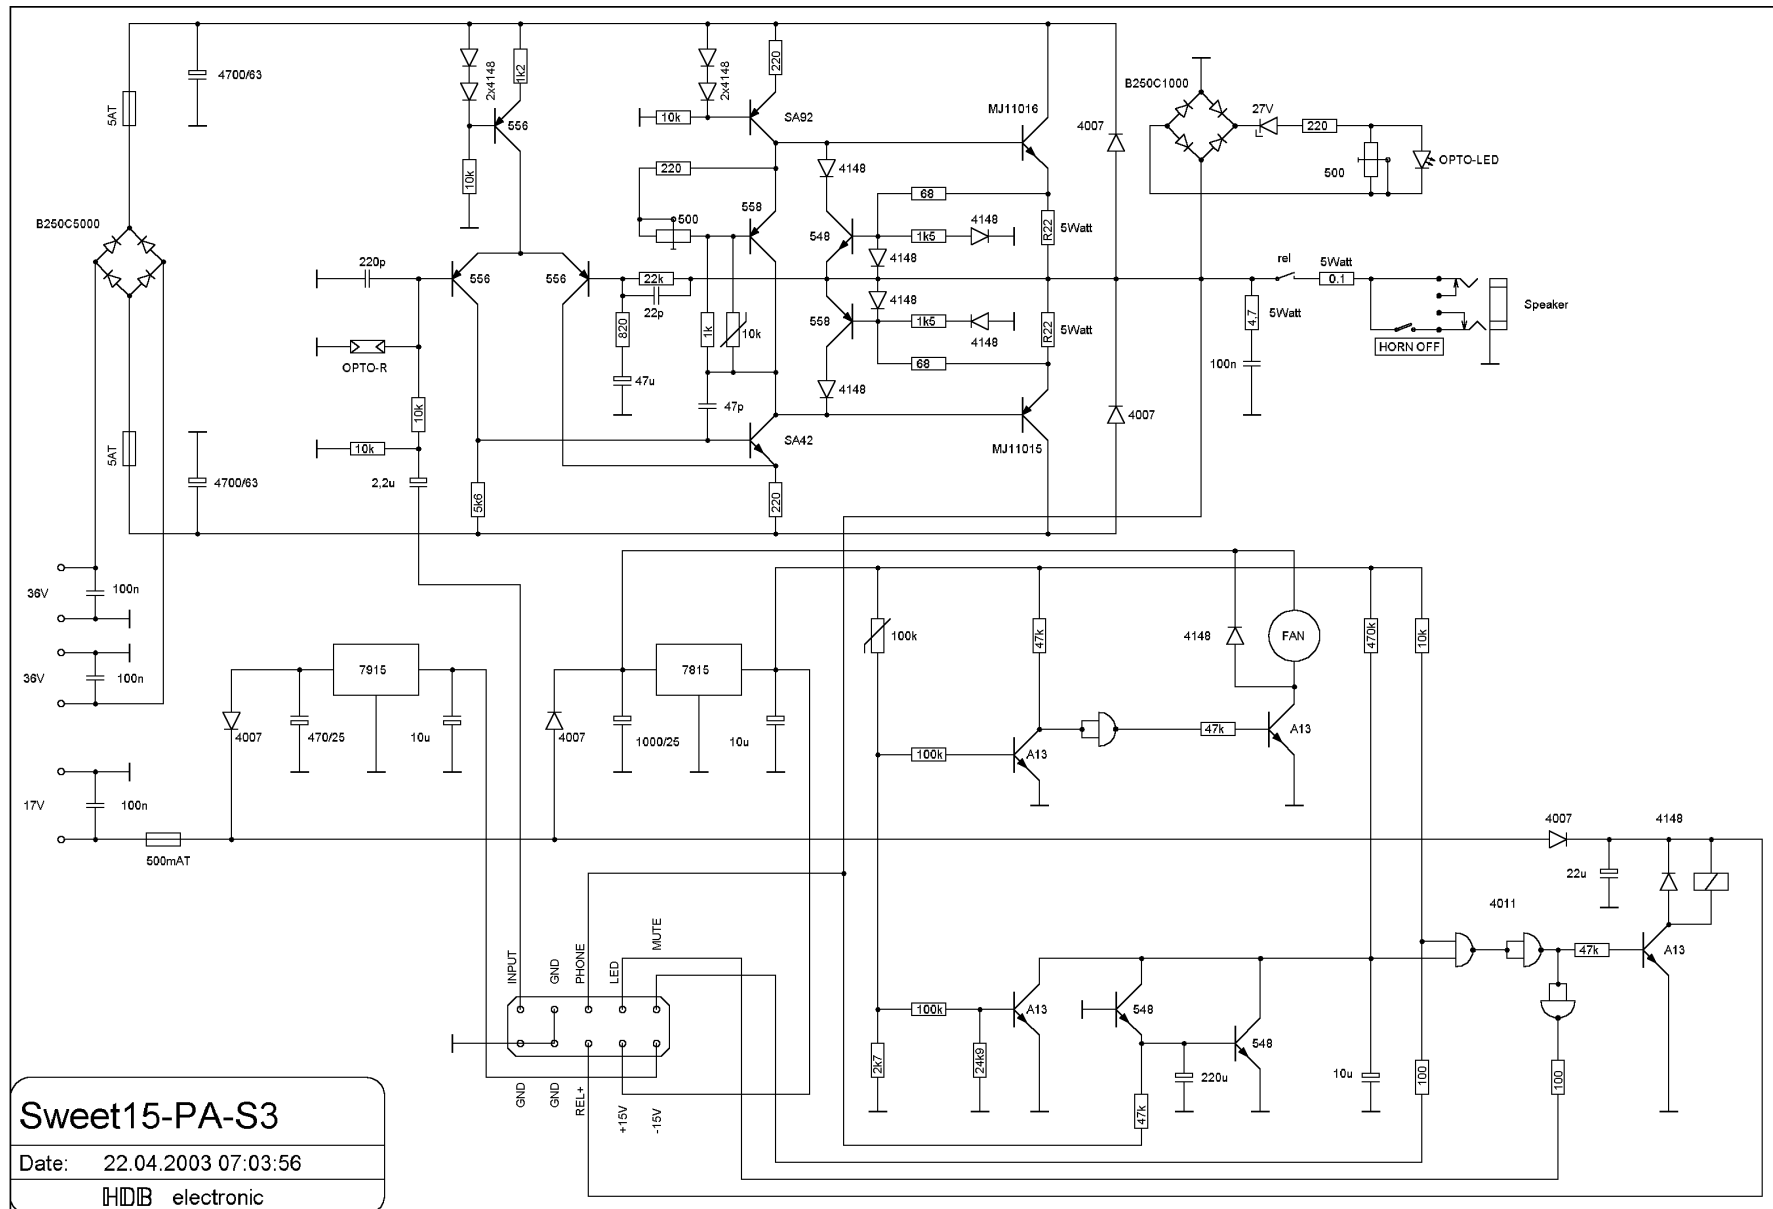 4700/63
5AT
2x4148
1k2
556
10k
2x4148
220
10k
SA92
MJ11016
4007
B250C1000
27V
220
500
OPTO-LED
B250C5000
220
500
558
4148
548
68
1k5
4148
4148
R22
5Watt
220p
556
556
22k
22p
820
47u
1k
10k
558
4148
1k5
4148
68
4148
R22
5Watt
rel
5Watt
0.1
4,7
5Watt
100n
Speaker
HORN OFF
OPTO-R
10k
10k
2,2u
47p
SA42
MJ11015
4007
5AT
4700/63
5k6
220
36V
100n
36V
100n
17V
100n
500mAT
7915
4007
470/25
10u
7815
4007
1000/25
10u
100k
47k
4148
FAN
470k
10k
100k
A13
47k
A13
4007
4148
22u
4011
47k
A13
INPUT
GND
PHONE
LED
MUTE
GND
GND
REL+
+15V
-15V
100k
A13
2k7
24k9
548
548
220u
47k
10u
100
100
Sweet15-PA-S3
Date: 22.04.2003 07:03:56
HDB electronic